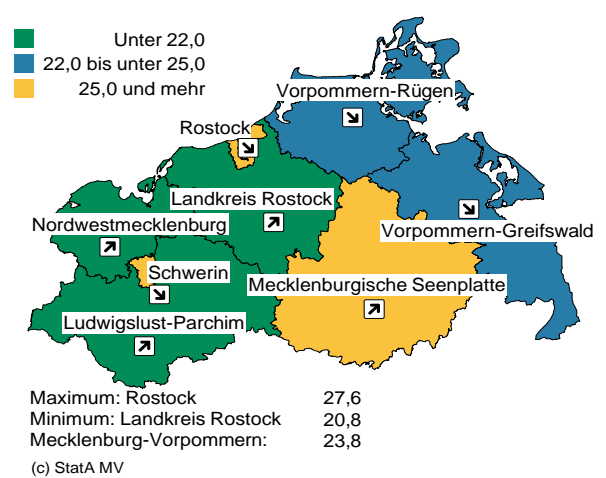 Unter 22,0
22,0 bis unter 25,0
25,0 und mehr
Vorpommern-Rügen
Rostock
Landkreis Rostock
Nordwestmecklenburg
Vorpommern-Greifswald
Schwerin
Mecklenburgische Seenplatte
Ludwigslust-Parchim
Maximum: Rostock 27,6
Minimum: Landkreis Rostock 20,8
Mecklenburg-Vorpommern: 23,8
(c) StatA MV